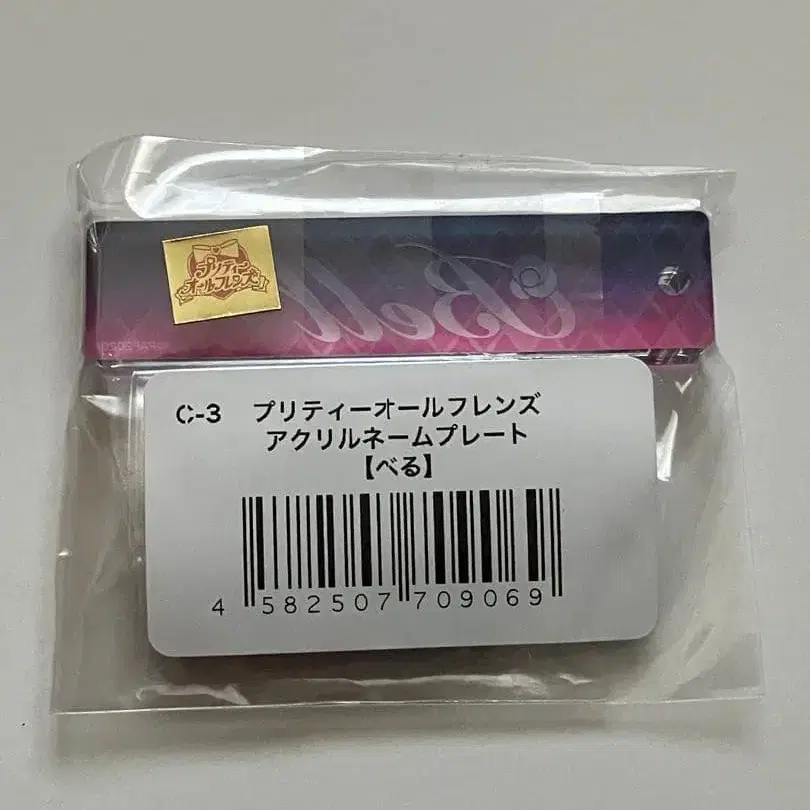 プリティー
オールフレンズ
Bell
©PAF2020
C-3 プリティーオールフレンズ
アクリルネームプレート
【べる】
4 582507 709069